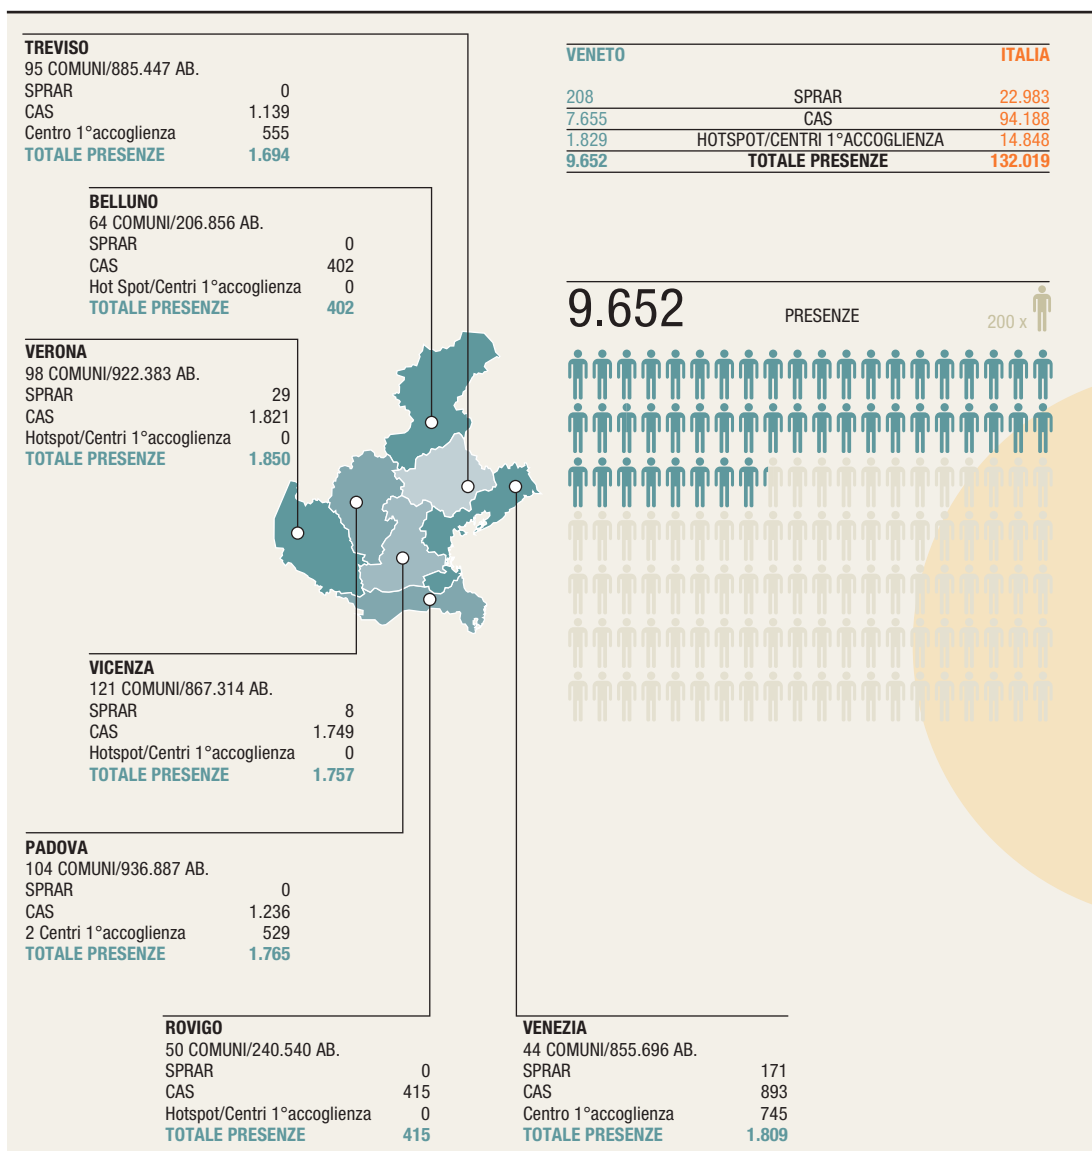 TREVISO
95 COMUNI/885.447 AB.
SPRAR 0
CAS 1.139
Centro 1°accoglienza 555
TOTALE PRESENZE 1.694
VENETO ITALIA
208 SPRAR 22.983
7.655 CAS 94.188
1.829 HOTSPOT/CENTRI 1°ACCOGLIENZA 14.848
9.652 TOTALE PRESENZE 132.019
BELLUNO
64 COMUNI/206.856 AB.
SPRAR 0
CAS 402
Hot Spot/Centri 1°accoglienza 0
TOTALE PRESENZE 402
9.652 PRESENZE 200 x
VERONA
98 COMUNI/922.383 AB.
SPRAR 29
CAS 1.821
Hotspot/Centri 1°accoglienza 0
TOTALE PRESENZE 1.850
VICENZA
121 COMUNI/867.314 AB.
SPRAR 8
CAS 1.749
Hotspot/Centri 1°accoglienza 0
TOTALE PRESENZE 1.757
PADOVA
104 COMUNI/936.887 AB.
SPRAR 0
CAS 1.236
2 Centri 1°accoglienza 529
TOTALE PRESENZE 1.765
ROVIGO
50 COMUNI/240.540 AB.
SPRAR 0
CAS 415
Hotspot/Centri 1°accoglienza 0
TOTALE PRESENZE 415
VENEZIA
44 COMUNI/855.696 AB.
SPRAR 171
CAS 893
Centro 1°accoglienza 745
TOTALE PRESENZE 1.809